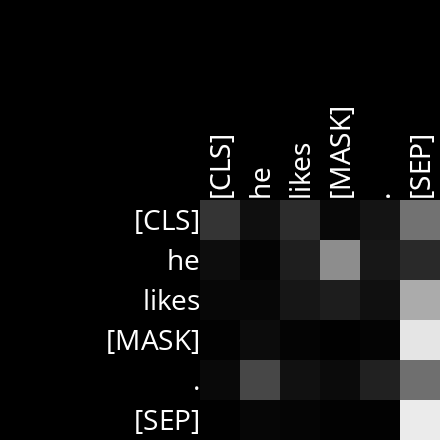 [CLS] he likes [MASK] . [SEP]
[CLS]
he
likes
[MASK]
.
[SEP]